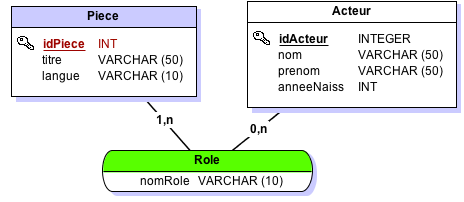 Piece
idPiece INT
titre VARCHAR (50)
langue VARCHAR (10)
Acteur
idActeur INTEGER
nom VARCHAR (50)
prenom VARCHAR (50)
anneeNaiss INT
1,n
0,n
Role
nomRole VARCHAR (10)